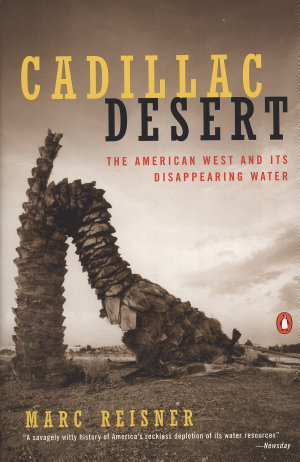 CADILLAC
DESERT
THE AMERICAN WEST AND ITS
DISAPPEARING WATER
MARC REISNER
"A savagely witty history of America's reckless depletion of its water resources"
—Newsday